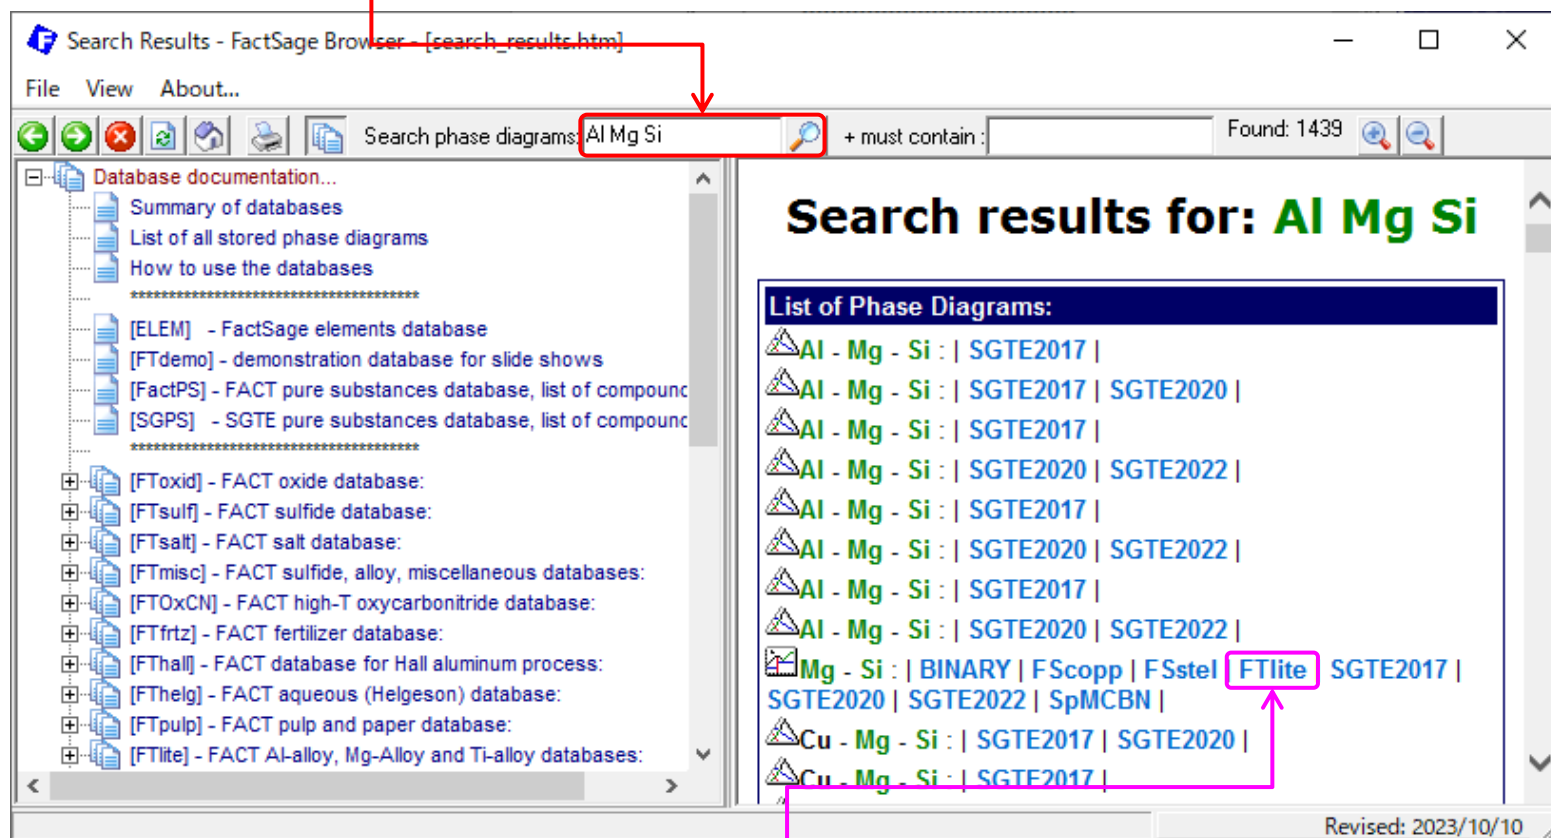 Search Results - FactSage Browser - [search_results.htm]
File View About...
Search phase diagrams: Al Mg Si + must contain : Found: 1439
Database documentation...
Summary of databases
List of all stored phase diagrams
How to use the databases
****************************************
[ELEM] - FactSage elements database
[FTdemo] - demonstration database for slide shows
[FactPS] - FACT pure substances database, list of compound
[SGPS] - SGTE pure substances database, list of compound
****************************************
[FToxid] - FACT oxide database:
[FTsulf] - FACT sulfide database:
[FTsalt] - FACT salt database:
[FTmisc] - FACT sulfide, alloy, miscellaneous databases:
[FTOxCN] - FACT high-T oxycarbonitride database:
[FTfrtz] - FACT fertilizer database:
[FThall] - FACT database for Hall aluminum process:
[FThelg] - FACT aqueous (Helgeson) database:
[FTpulp] - FACT pulp and paper database:
[FTlite] - FACT Al-alloy, Mg-Alloy and Ti-alloy databases:
Search results for: Al Mg Si
List of Phase Diagrams:
Al - Mg - Si : | SGTE2017 |
Al - Mg - Si : | SGTE2017 | SGTE2020 |
Al - Mg - Si : | SGTE2017 |
Al - Mg - Si : | SGTE2020 | SGTE2022 |
Al - Mg - Si : | SGTE2017 |
Al - Mg - Si : | SGTE2020 | SGTE2022 |
Al - Mg - Si : | SGTE2017 |
Al - Mg - Si : | SGTE2020 | SGTE2022 |
Mg - Si : | BINARY | FScopp | FSstel | FTlite | SGTE2017 |
SGTE2020 | SGTE2022 | SpMCBN |
Cu - Mg - Si : | SGTE2017 | SGTE2020 |
Cu - Mg - Si : | SGTE2017 |
Revised: 2023/10/10